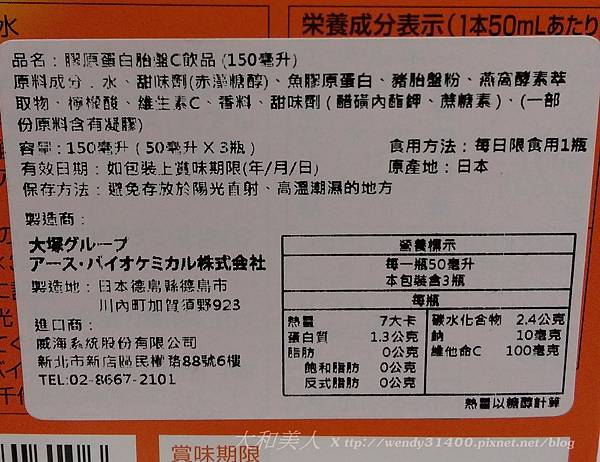 水
栄養成分表示(1本50mLあたり
品名：膠原蛋白胎盤C飲品 (150毫升)
原料成分：水、甜味劑(赤藻糖醇)、魚膠原蛋白、豬胎盤粉、燕窩酵素萃
取物、檸檬酸、維生素C、香料、甜味劑 ( 醋磺內酯鉀、蔗糖素 )、(一部
份原料含有凝膠)
容量：150毫升 ( 50毫升 X 3瓶 )
食用方法：每日限食用1瓶
有效日期：如包裝上賞味期限(年/月/日)
原產地：日本
保存方法：避免存放於陽光直射、高溫潮濕的地方
製造商：
大塚グループ
アース・バイオケミカル株式会社
製造地：日本德島縣德島市
川內町加賀須野923
進口商：
威海系統股份有限公司
新北市新店區民權路88號6樓
TEL:02-8667-2101
營養標示
每一瓶50毫升
本包裝含3瓶
每瓶
熱量 7大卡
蛋白質 1.3公克
脂肪 0公克
飽和脂肪 0公克
反式脂肪 0公克
碳水化合物 2.4公克
鈉 10毫克
維他命C 100毫克
熱量以糖醇計算
賞味期限
大和美人 X http://wendy31400.pixnet.net/blog